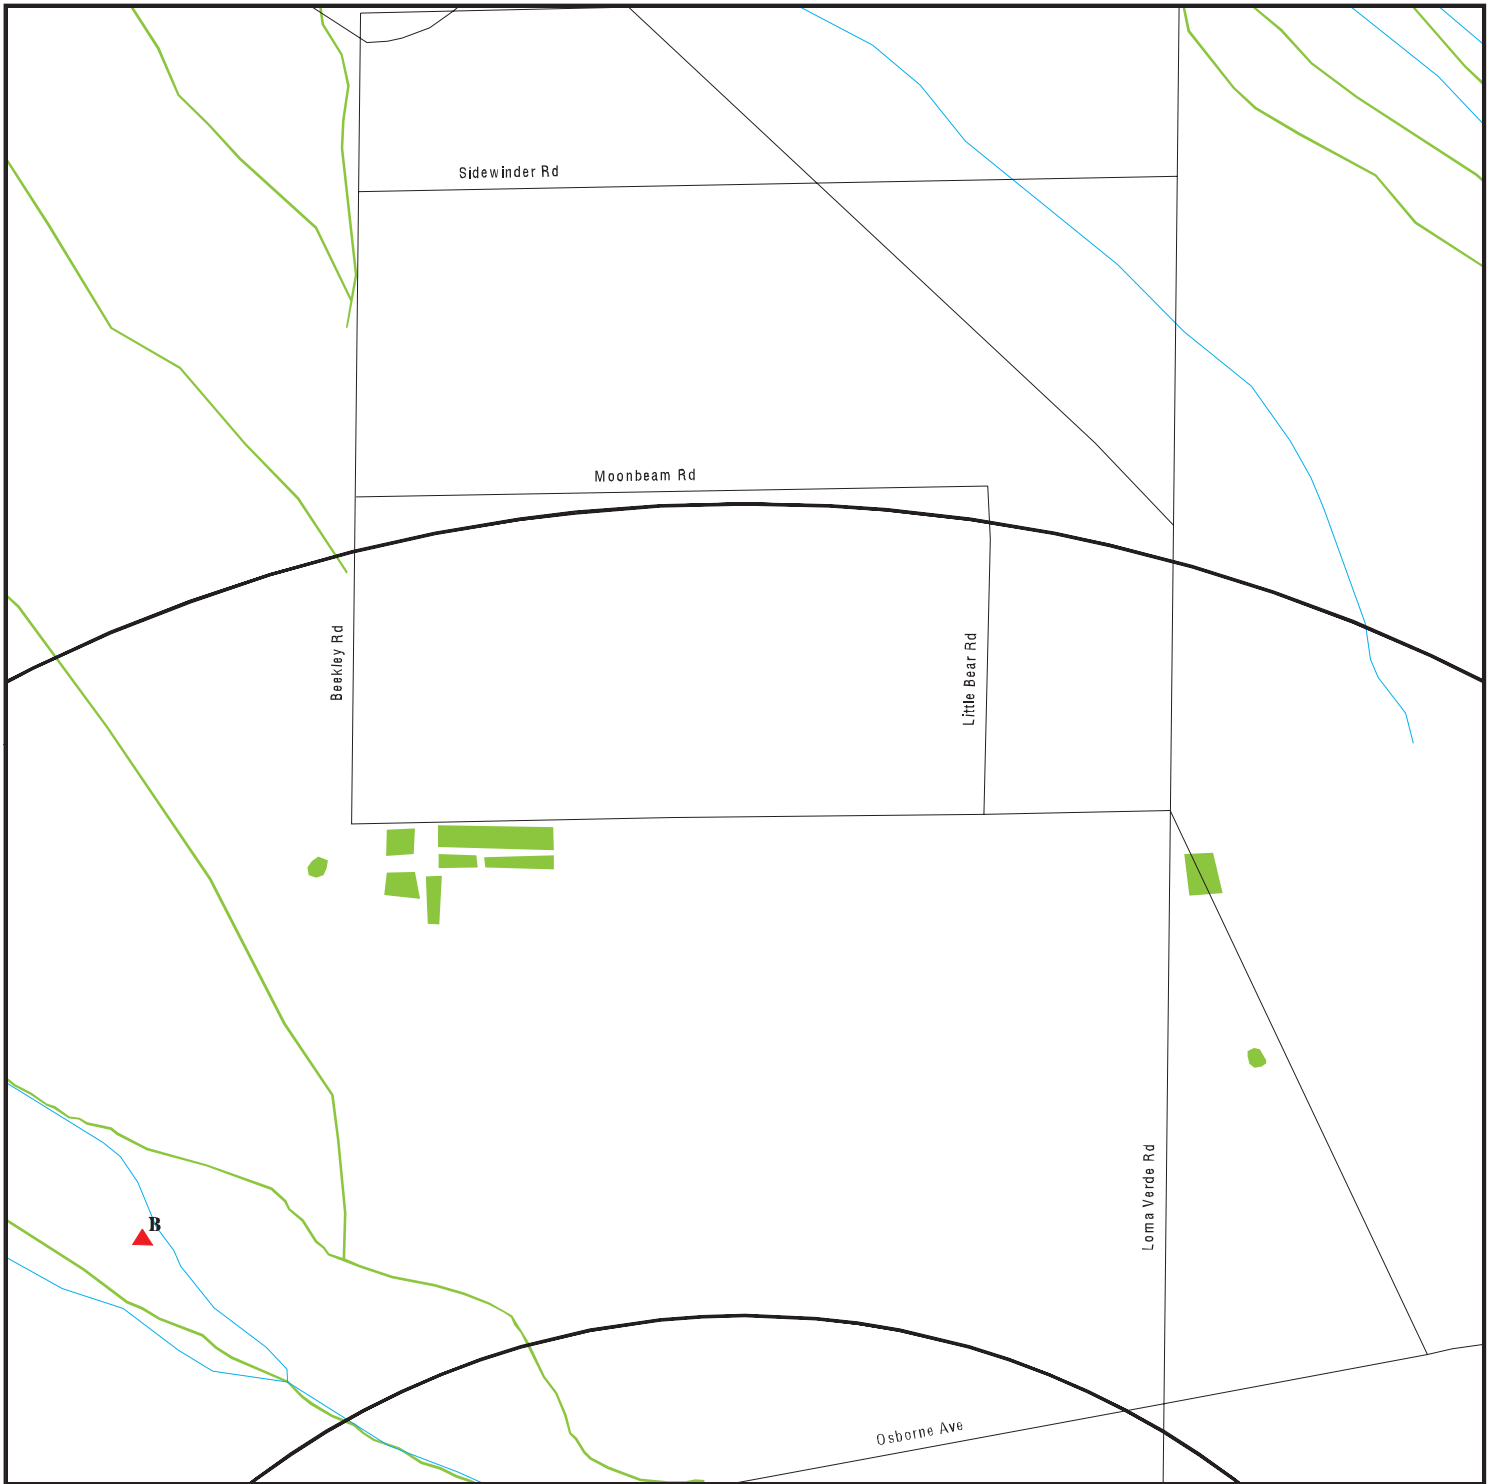 Sidewinder Rd
Moonbeam Rd
Beekley Rd
Little Bear Rd
Loma Verde Rd
B
Osborne Ave